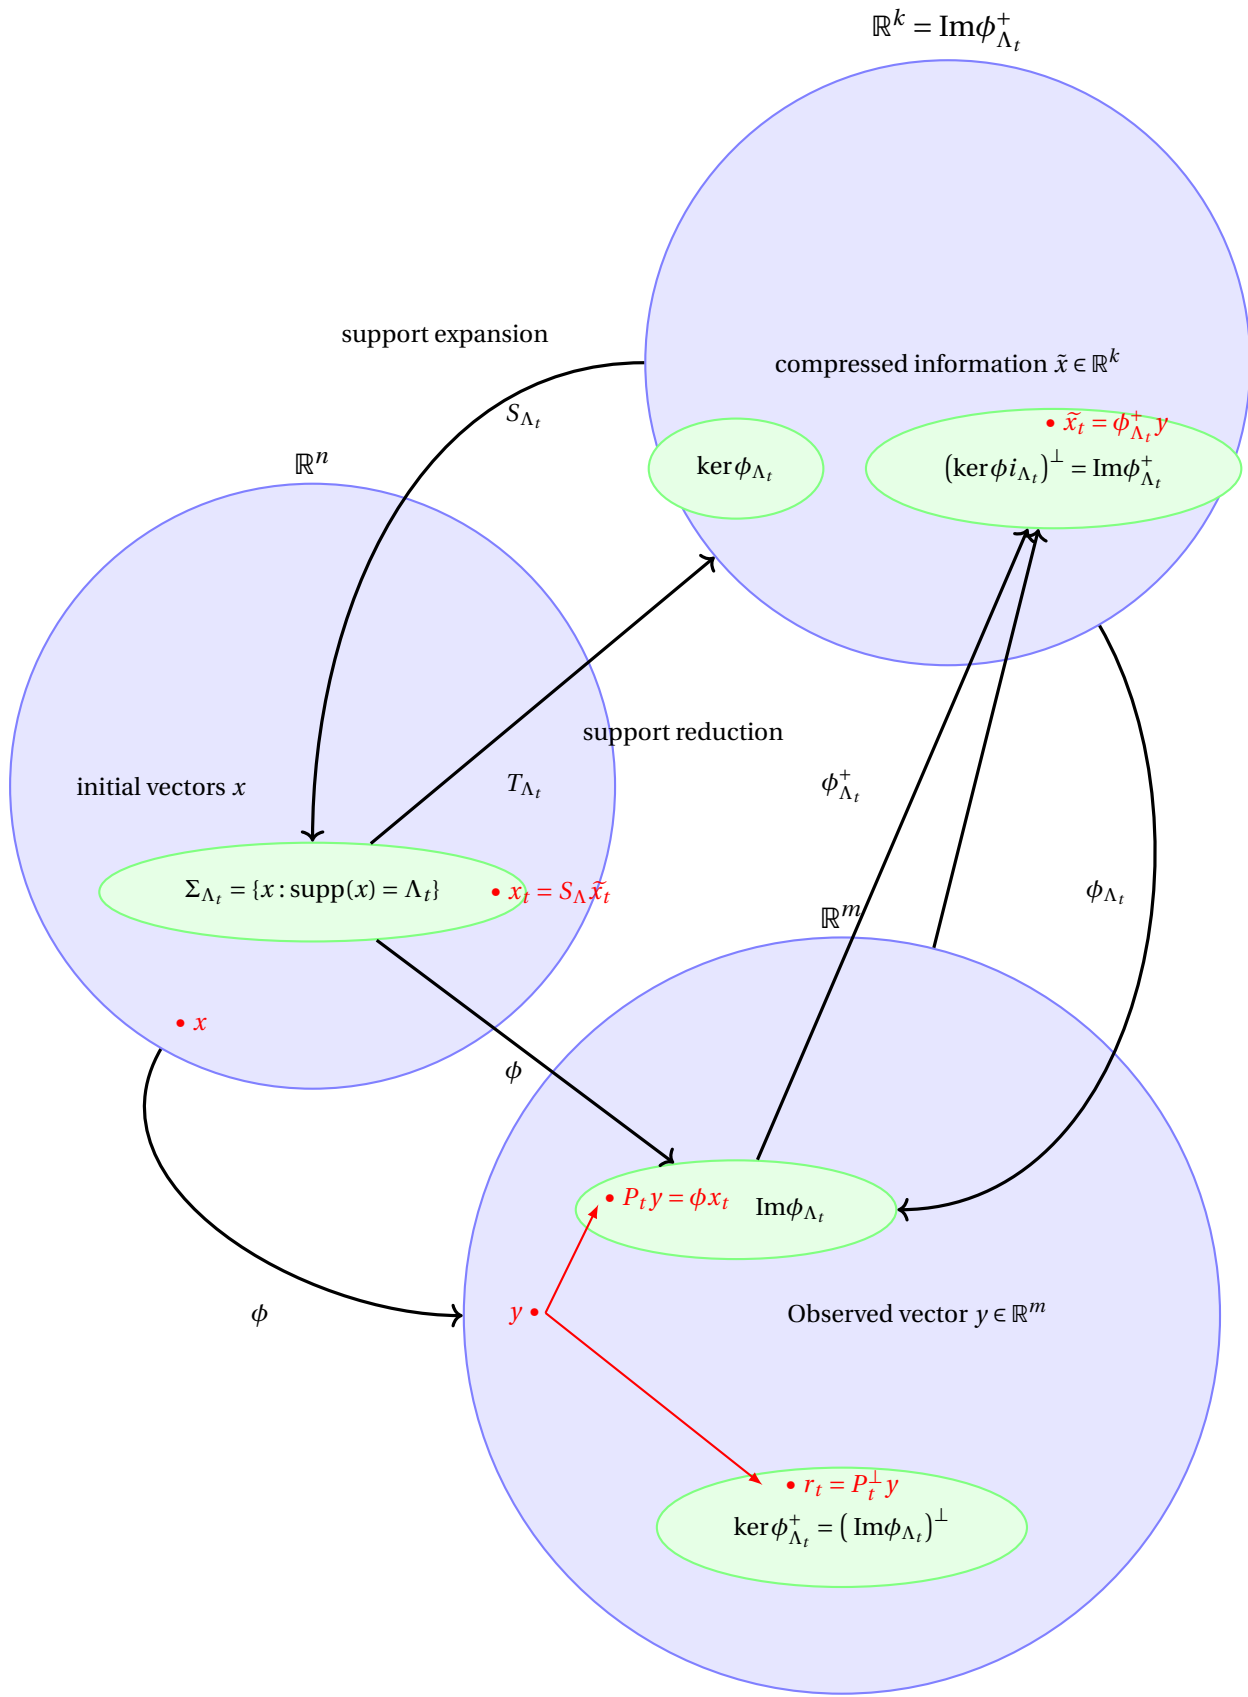 ℝ^k = Imϕ^+_{Λ_t}
support expansion
compressed information x̃ ∈ ℝ^k
S_{Λ_t}
• x̃_t = ϕ^+_{Λ_t} y
ℝ^n
ker ϕ_{Λ_t}
(ker ϕi_{Λ_t})^⊥ = Imϕ^+_{Λ_t}
support reduction
initial vectors x
T_{Λ_t}
ϕ^+_{Λ_t}
Σ_{Λ_t} = {x : supp(x) = Λ_t}
• x_t = S_Λ x̃_t
ϕ_{Λ_t}
ℝ^m
• x
ϕ
• P_t y = ϕx_t
Imϕ_{Λ_t}
ϕ
y •
Observed vector y ∈ ℝ^m
• r_t = P_t^⊥ y
ker ϕ^+_{Λ_t} = ( Imϕ_{Λ_t})^⊥